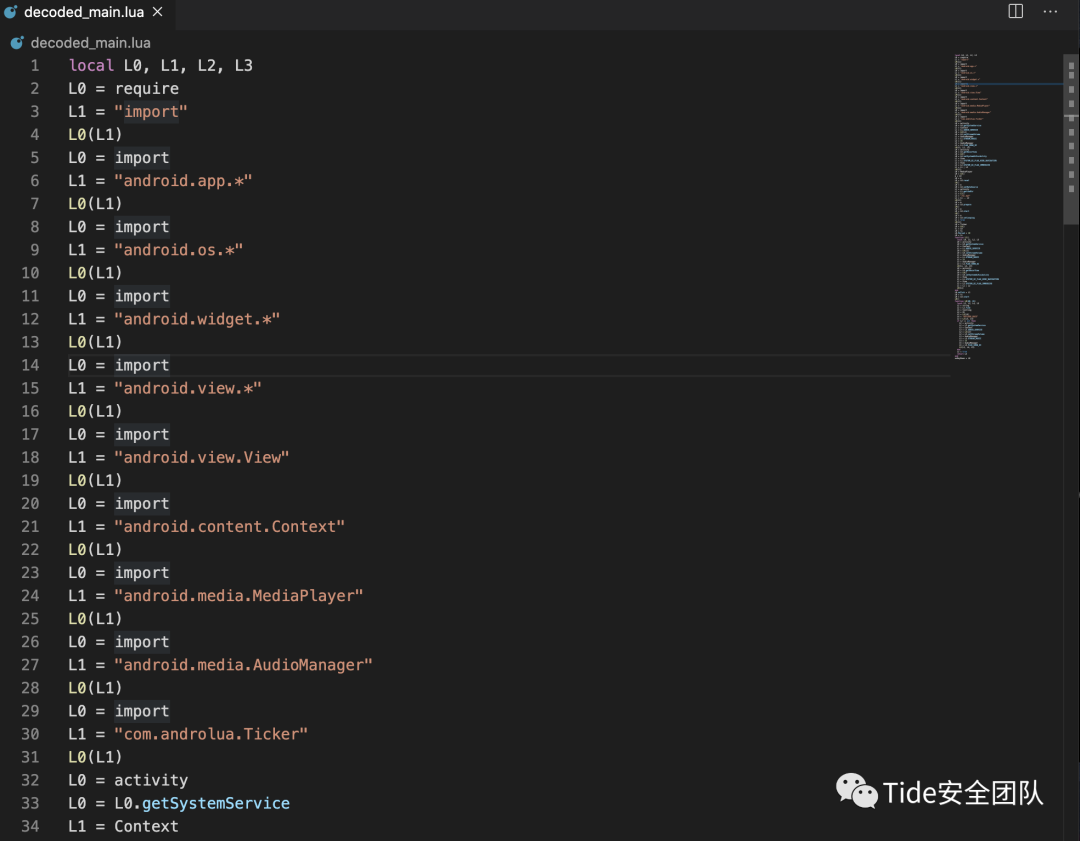 decoded_main.lua
decoded_main.lua
1 local L0, L1, L2, L3
2 L0 = require
3 L1 = "import"
4 L0(L1)
5 L0 = import
6 L1 = "android.app.*"
7 L0(L1)
8 L0 = import
9 L1 = "android.os.*"
10 L0(L1)
11 L0 = import
12 L1 = "android.widget.*"
13 L0(L1)
14 L0 = import
15 L1 = "android.view.*"
16 L0(L1)
17 L0 = import
18 L1 = "android.view.View"
19 L0(L1)
20 L0 = import
21 L1 = "android.content.Context"
22 L0(L1)
23 L0 = import
24 L1 = "android.media.MediaPlayer"
25 L0(L1)
26 L0 = import
27 L1 = "android.media.AudioManager"
28 L0(L1)
29 L0 = import
30 L1 = "com.androlua.Ticker"
31 L0(L1)
32 L0 = activity
33 L0 = L0.getSystemService
34 L1 = Context
Tide安全团队